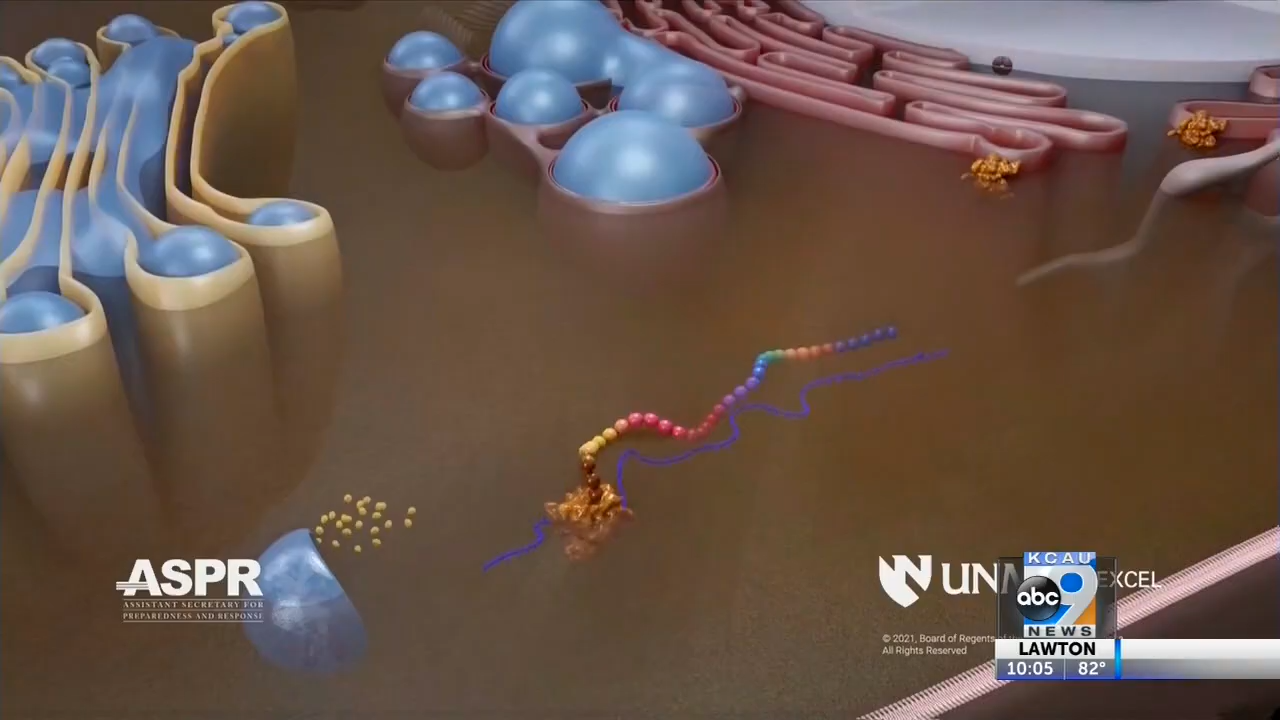 ASPR
ASSISTANT SECRETARY FOR
PREPAREDNESS AND RESPONSE
EXCEL
© 2021, Board of Regents of
All Rights Reserved
KCAU
abc
9
NEWS
LAWTON
10:05 82°